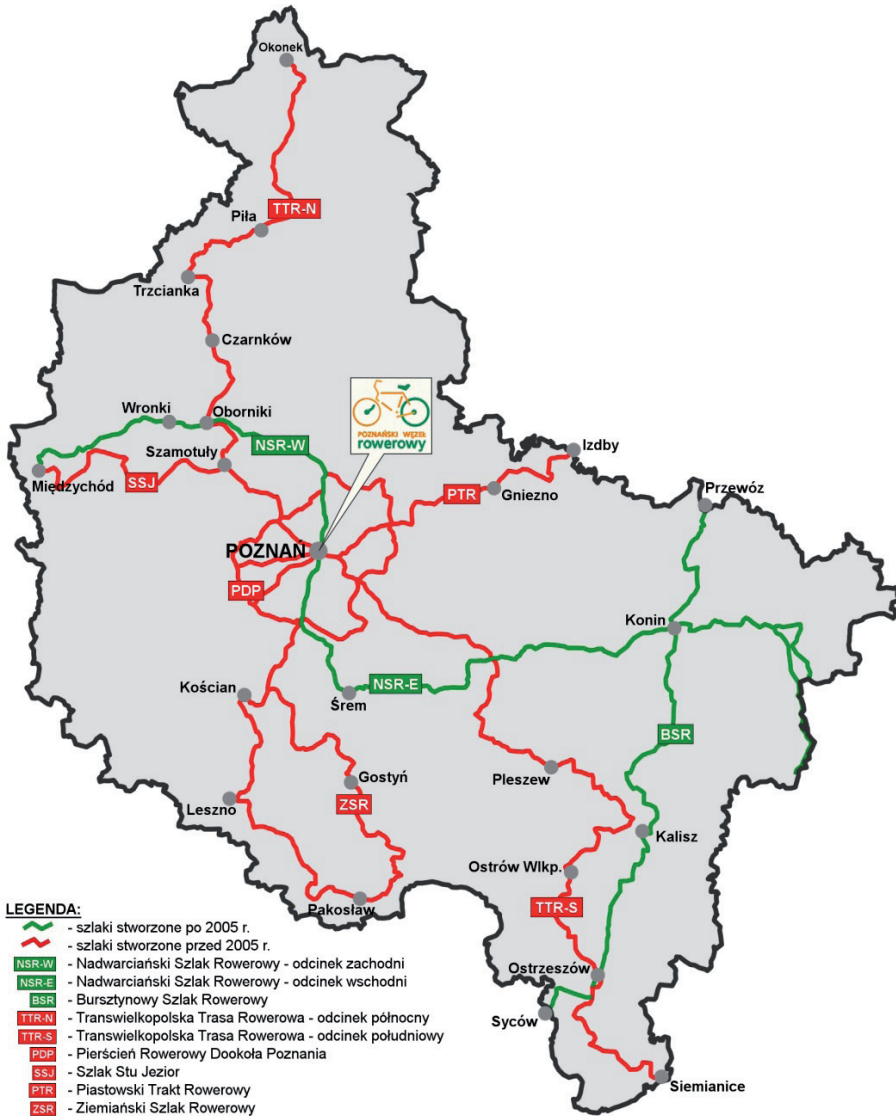 Okonek
TTR-N
Piła
Trzcianka
Czarnków
POZNAŃSKI WĘZEŁ
rowerowy
Wronki
Oborniki
NSR-W
Izdby
Szamotuły
Międzychód
SSJ
PTR
Gniezno
Przewóz
POZNAŃ
PDP
Konin
Kościan
Śrem
NSR-E
BSR
Gostyń
Pleszew
Leszno
ZSR
Kalisz
Ostrów Wlkp.
Pakosław
TTR-S
Ostrzeszów
Syców
Siemianice
LEGENDA:
- szlaki stworzone po 2005 r.
- szlaki stworzone przed 2005 r.
NSR-W - Nadwarciański Szlak Rowerowy - odcinek zachodni
NSR-E - Nadwarciański Szlak Rowerowy - odcinek wschodni
BSR - Bursztynowy Szlak Rowerowy
TTR-N - Transwielkopolska Trasa Rowerowa - odcinek północny
TTR-S - Transwielkopolska Trasa Rowerowa - odcinek południowy
PDP - Pierścień Rowerowy Dookoła Poznania
SSJ - Szlak Stu Jezior
PTR - Piastowski Trakt Rowerowy
ZSR - Ziemiański Szlak Rowerowy